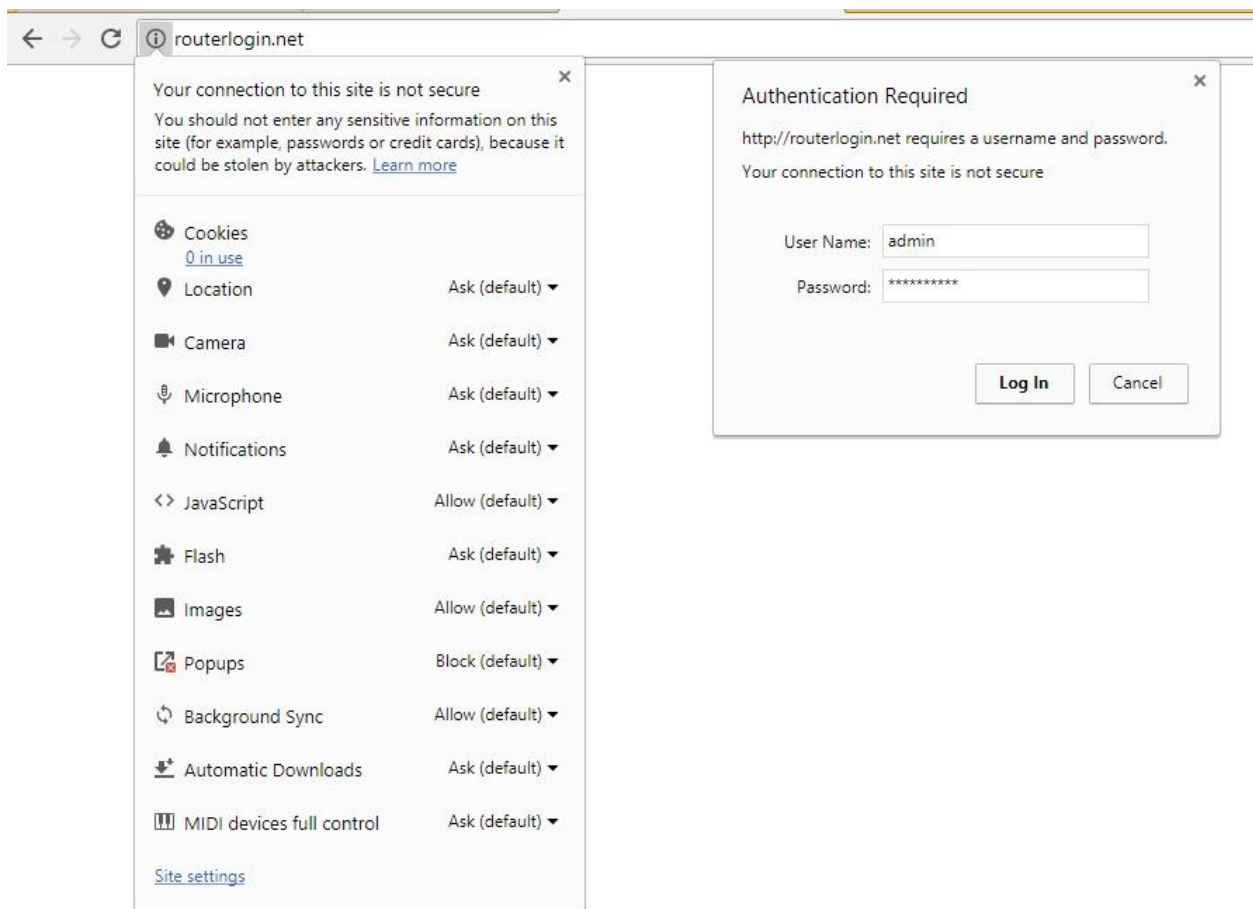 routerlogin.net
Your connection to this site is not secure
You should not enter any sensitive information on this
site (for example, passwords or credit cards), because it
could be stolen by attackers. Learn more
Cookies
0 in use
Location Ask (default)
Camera Ask (default)
Microphone Ask (default)
Notifications Ask (default)
JavaScript Allow (default)
Flash Ask (default)
Images Allow (default)
Popups Block (default)
Background Sync Allow (default)
Automatic Downloads Ask (default)
MIDI devices full control Ask (default)
Site settings
Authentication Required
http://routerlogin.net requires a username and password.
Your connection to this site is not secure
User Name: admin
Password: **********
Log In Cancel